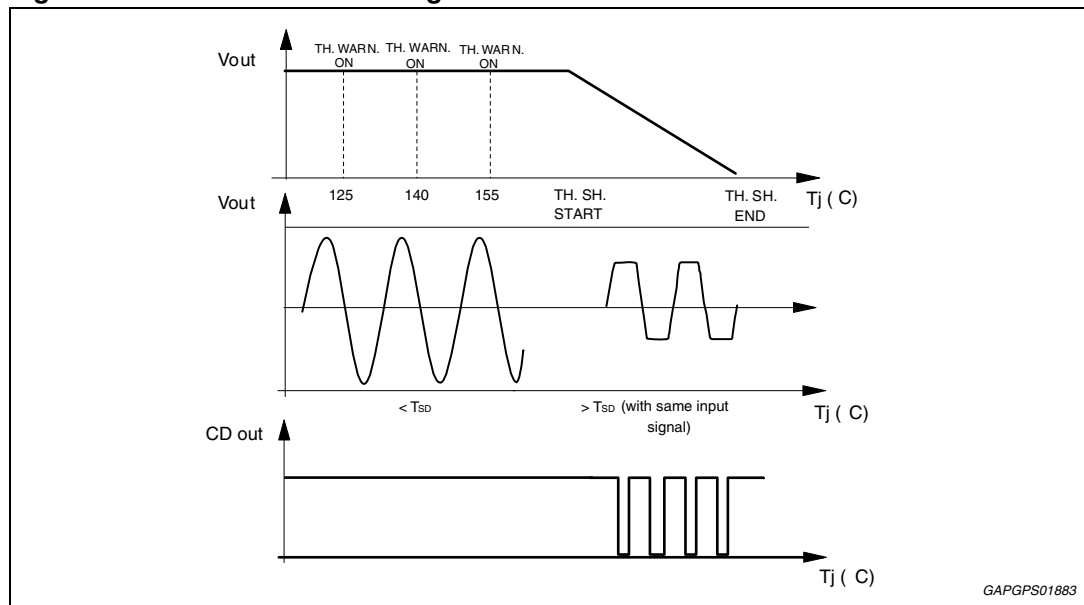 Vout
TH. WARN. TH. WARN. TH. WARN.
ON ON ON
125 140 155 TH. SH. START TH. SH. END Tj ( C)
Vout
< TSD > TSD (with same input signal) Tj ( C)
CD out
Tj ( C)
GAPGPS01883